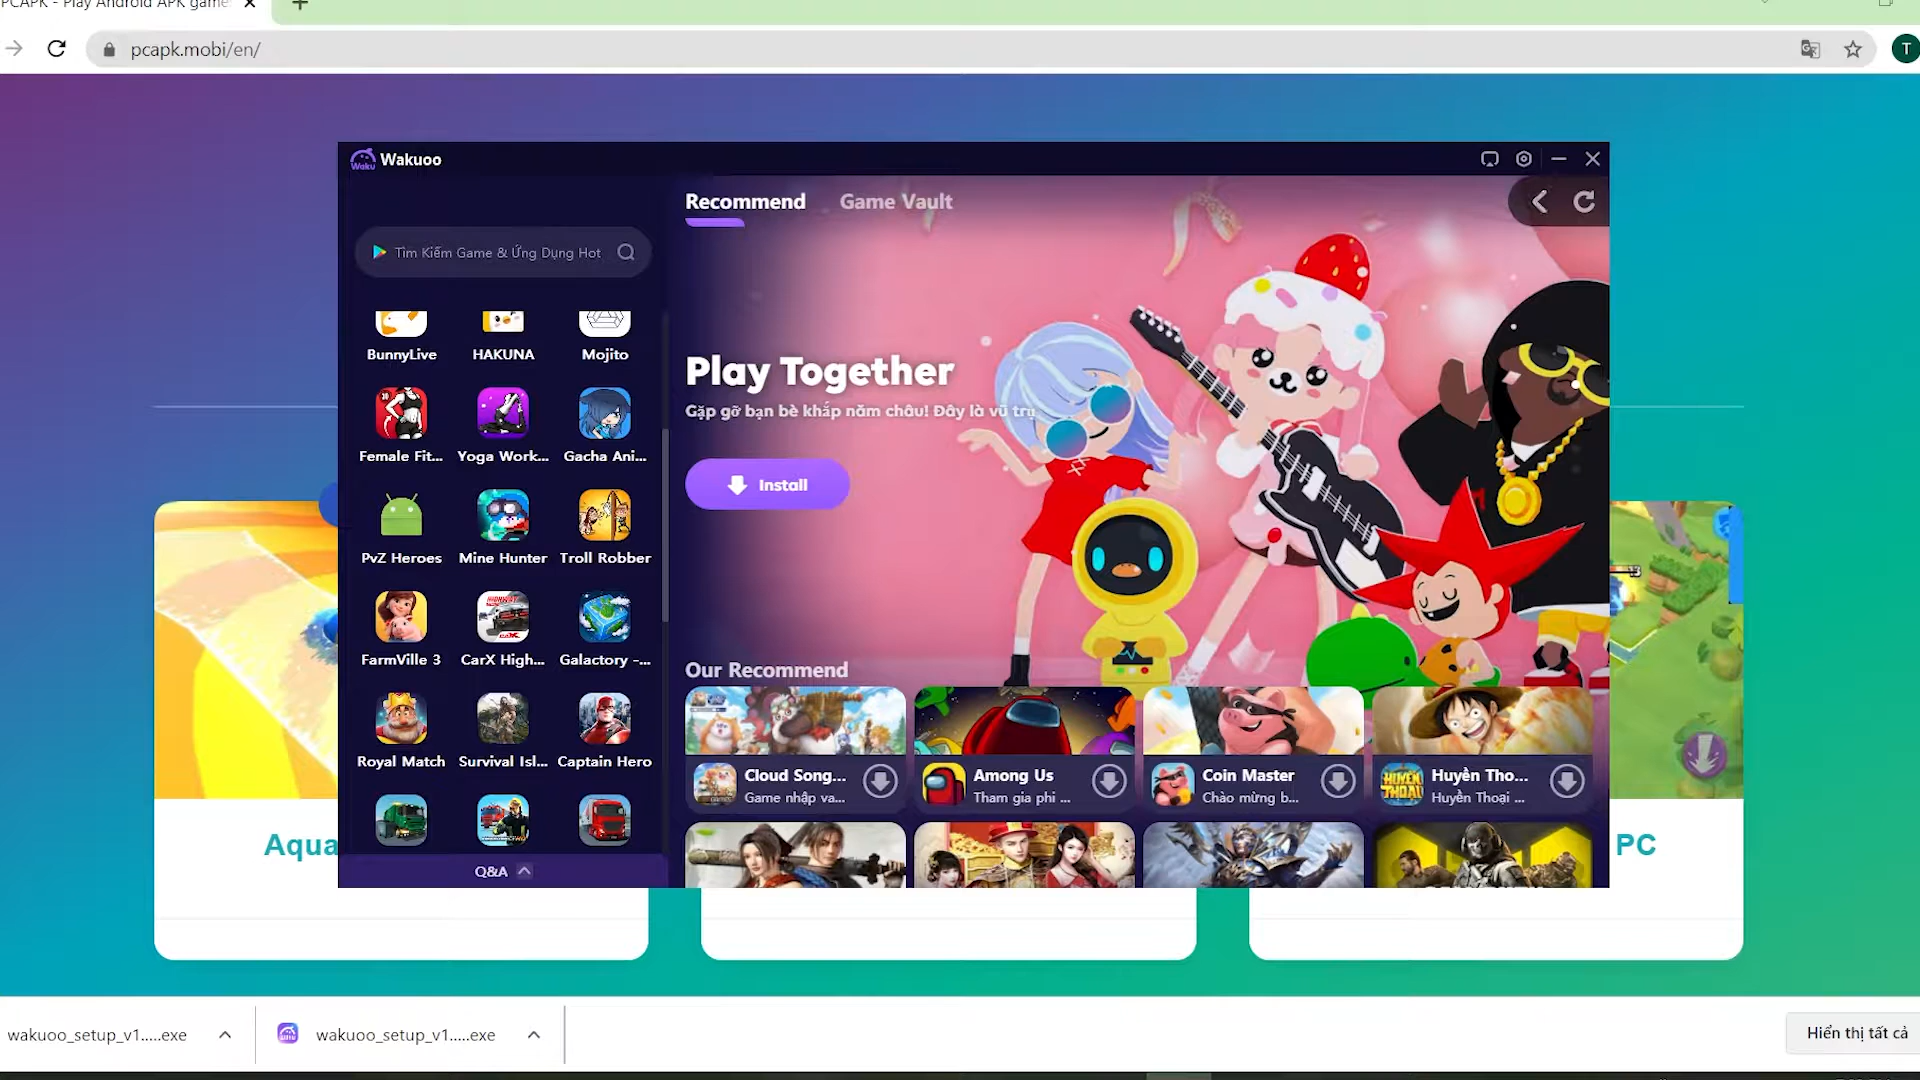 PCAPK - Play Android APK game
pcapk.mobi/en/
T
Waku
Wakuoo
Recommend
Game Vault
Tìm Kiếm Game & Ứng Dụng Hot
BunnyLive
HAKUNA
Mojito
Play Together
Gặp gỡ bạn bè khắp năm châu! Đây là vũ trụ
Install
Female Fit...
Yoga Work...
Gacha Ani...
PvZ Heroes
Mine Hunter
Troll Robber
FarmVille 3
CarX High...
Galactory -...
Royal Match
Survival Isl...
Captain Hero
Our Recommend
Cloud Song...
Game nhập va...
Among Us
Tham gia phi ...
Coin Master
Chào mừng b...
HUYỀN THOẠI
Huyền Tho...
Huyền Thoại ...
Aqua
PC
Q&A
wakuoo_setup_v1.....exe
wakuoo_setup_v1.....exe
Hiển thị tất cả